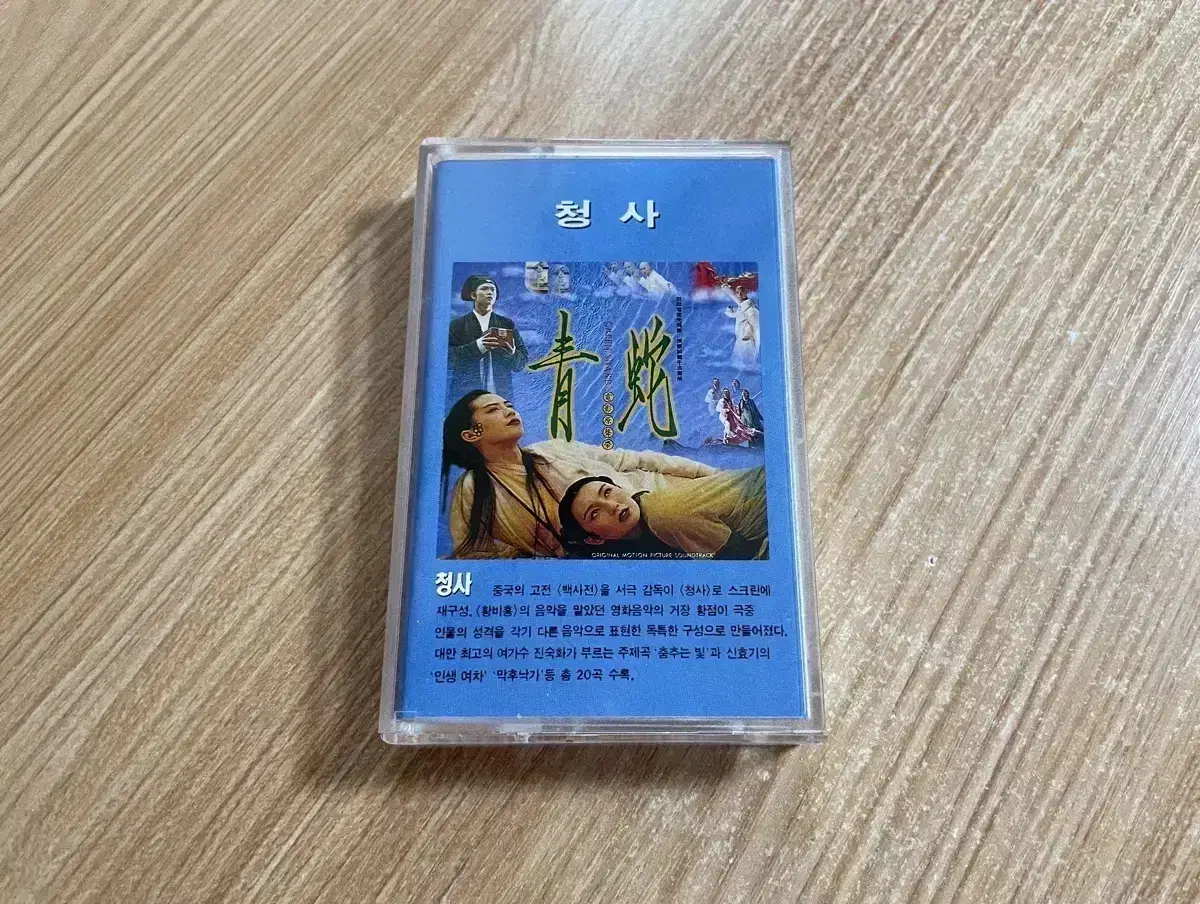 청 사
青 蛇
GREEN SNAKE
ORIGINAL MOTION PICTURE SOUNDTRACK
청사 중국의 고전 〈백사전〉을 서극 감독이 〈청사〉로 스크린에
재구성. 〈황비홍〉의 음악을 맡았던 영화음악의 거장 황점이 극중
인물의 성격을 각기 다른 음악으로 표현한 독특한 구성으로 만들어졌다.
대만 최고의 여가수 진숙화가 부르는 주제곡 '춤추는 빛'과 신효기의
'인생 여차' '막후낙가'등 총 20곡 수록.